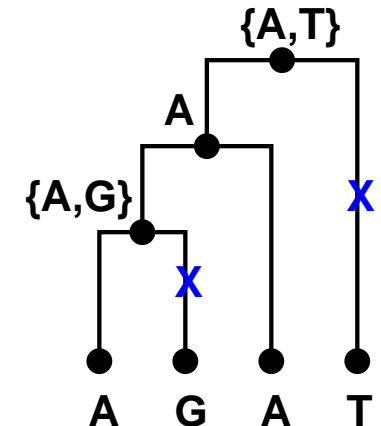 {A,T}
A
{A,G}
X
X
A G A T